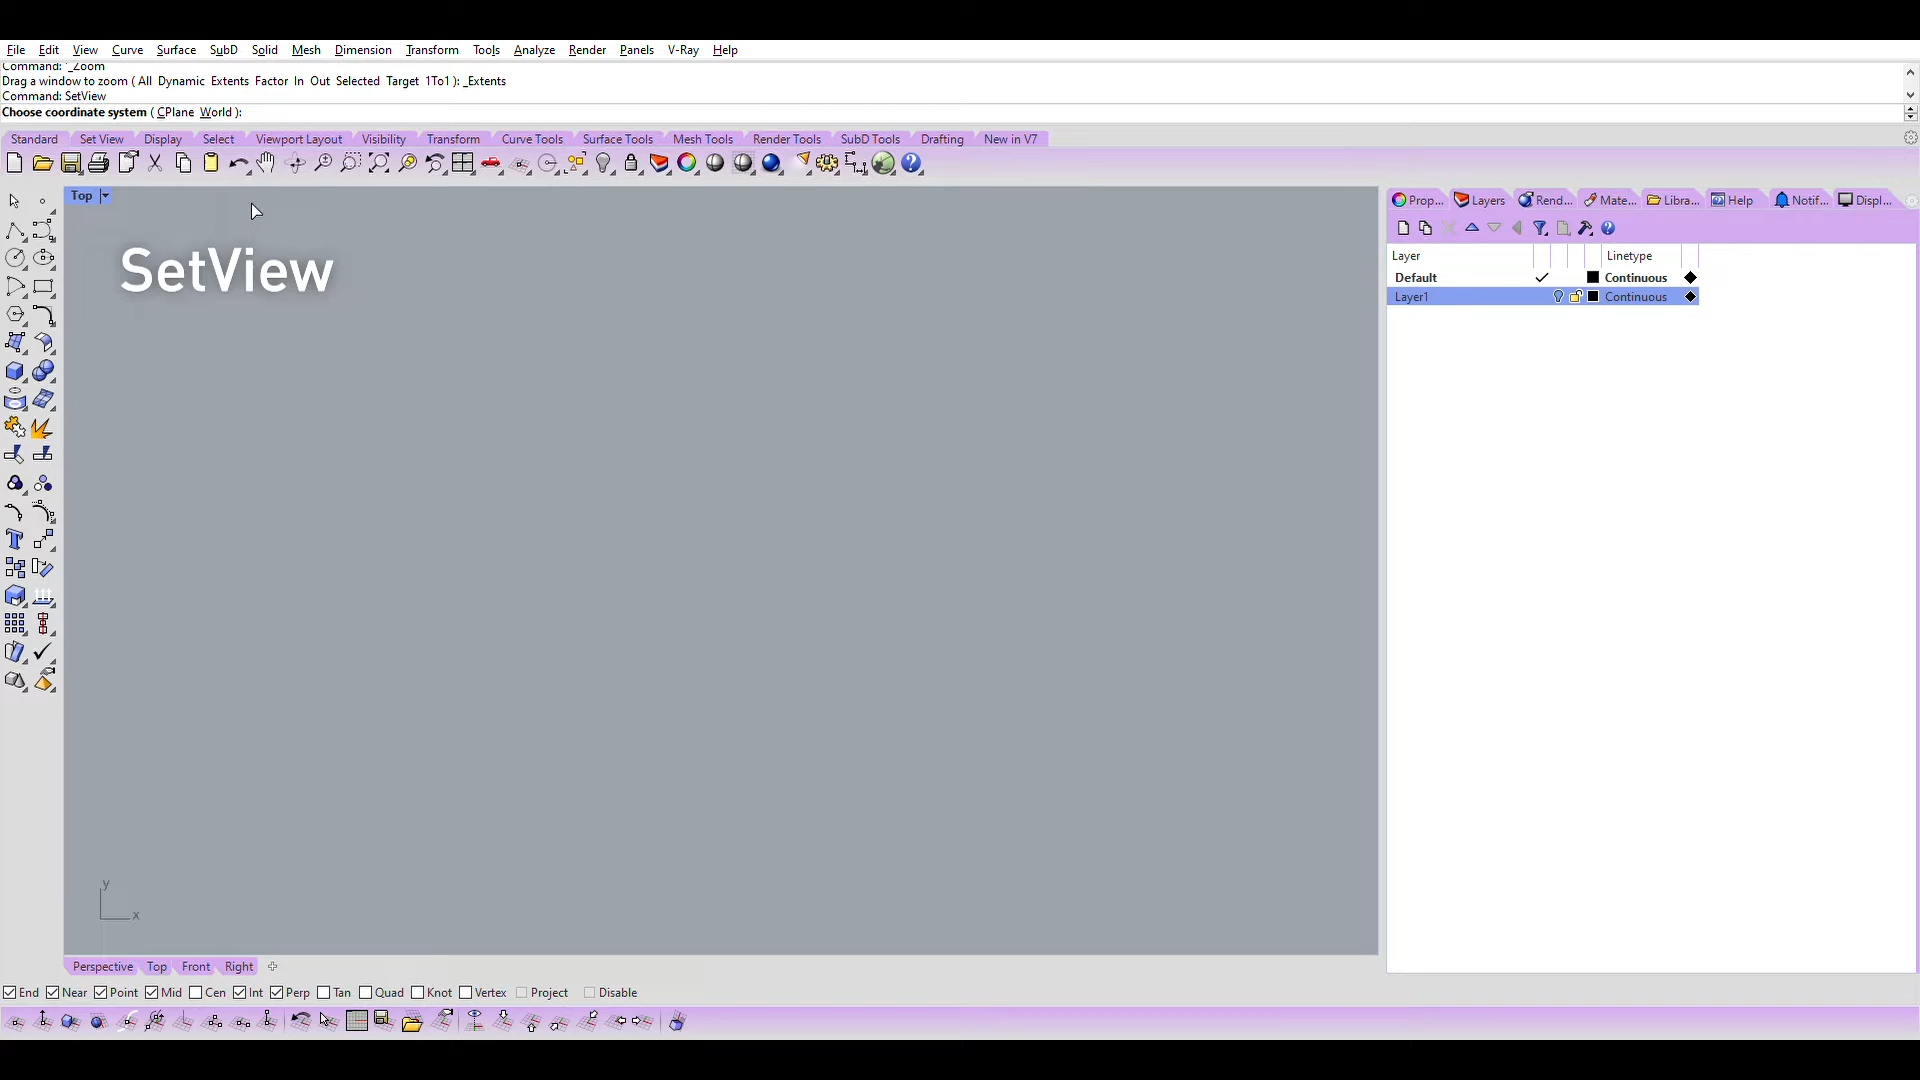 File Edit View Curve Surface SubD Solid Mesh Dimension Transform Tools Analyze Render Panels V-Ray Help
Command: '_Zoom
Drag a window to zoom ( All Dynamic Extents Factor In Out Selected Target 1To1 ): _Extents
Command: SetView
Choose coordinate system ( CPlane World ):
Standard Set View Display Select Viewport Layout Visibility Transform Curve Tools Surface Tools Mesh Tools Render Tools SubD Tools Drafting New in V7
Top
SetView
Prop... Layers Rend... Mate... Libra... Help Notif... Displ...
Layer Linetype
Default Continuous
Layer1 Continuous
y
x
Perspective Top Front Right
End Near Point Mid Cen Int Perp Tan Quad Knot Vertex Project Disable